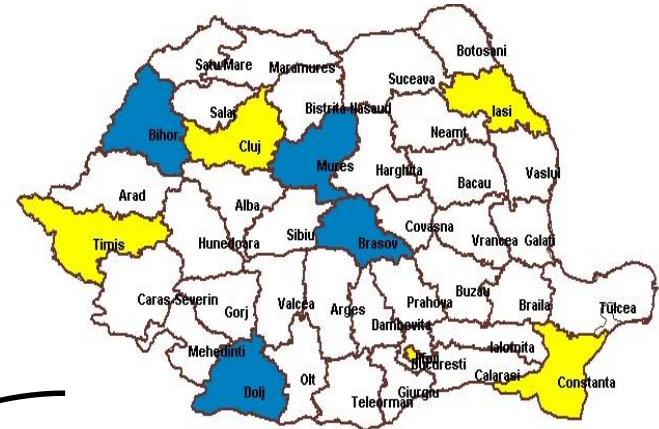 Botosani
Satu Mare
Maramures
Suceava
Salaj
Bistrita-Nasaud
Iasi
Bihor
Cluj
Neamt
Mures
Harghita
Bacau
Vaslui
Arad
Alba
Timis
Hunedoara
Sibiu
Brasov
Covasna
Vrancea
Galati
Caras-Severin
Gorj
Valcea
Arges
Prahova
Buzau
Braila
Tulcea
Dambovita
Mehedinti
Ialomita
Ilfov
Bucuresti
Dolj
Olt
Teleorman
Giurgiu
Calarasi
Constanta